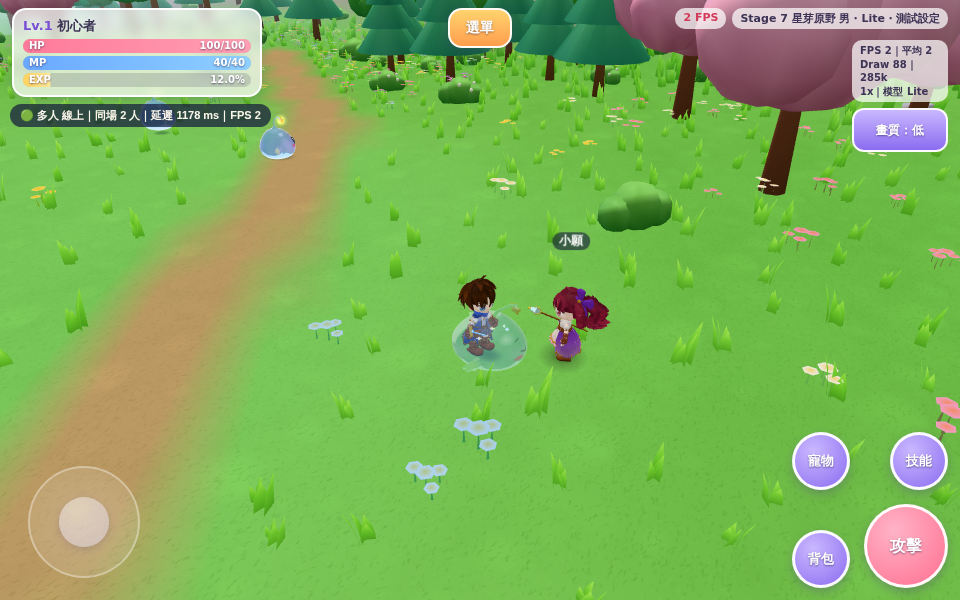 Lv.1 初心者
HP 100/100
MP 40/40
EXP 12.0%
🟢 多人 線上｜同場 2 人｜延遲 1178 ms｜FPS 2
選單
2 FPS
Stage 7 星芽原野 男・Lite・測試設定
FPS 2｜平均 2
Draw 88｜
285k
1x｜模型 Lite
畫質：低
小願
寵物
技能
背包
攻擊